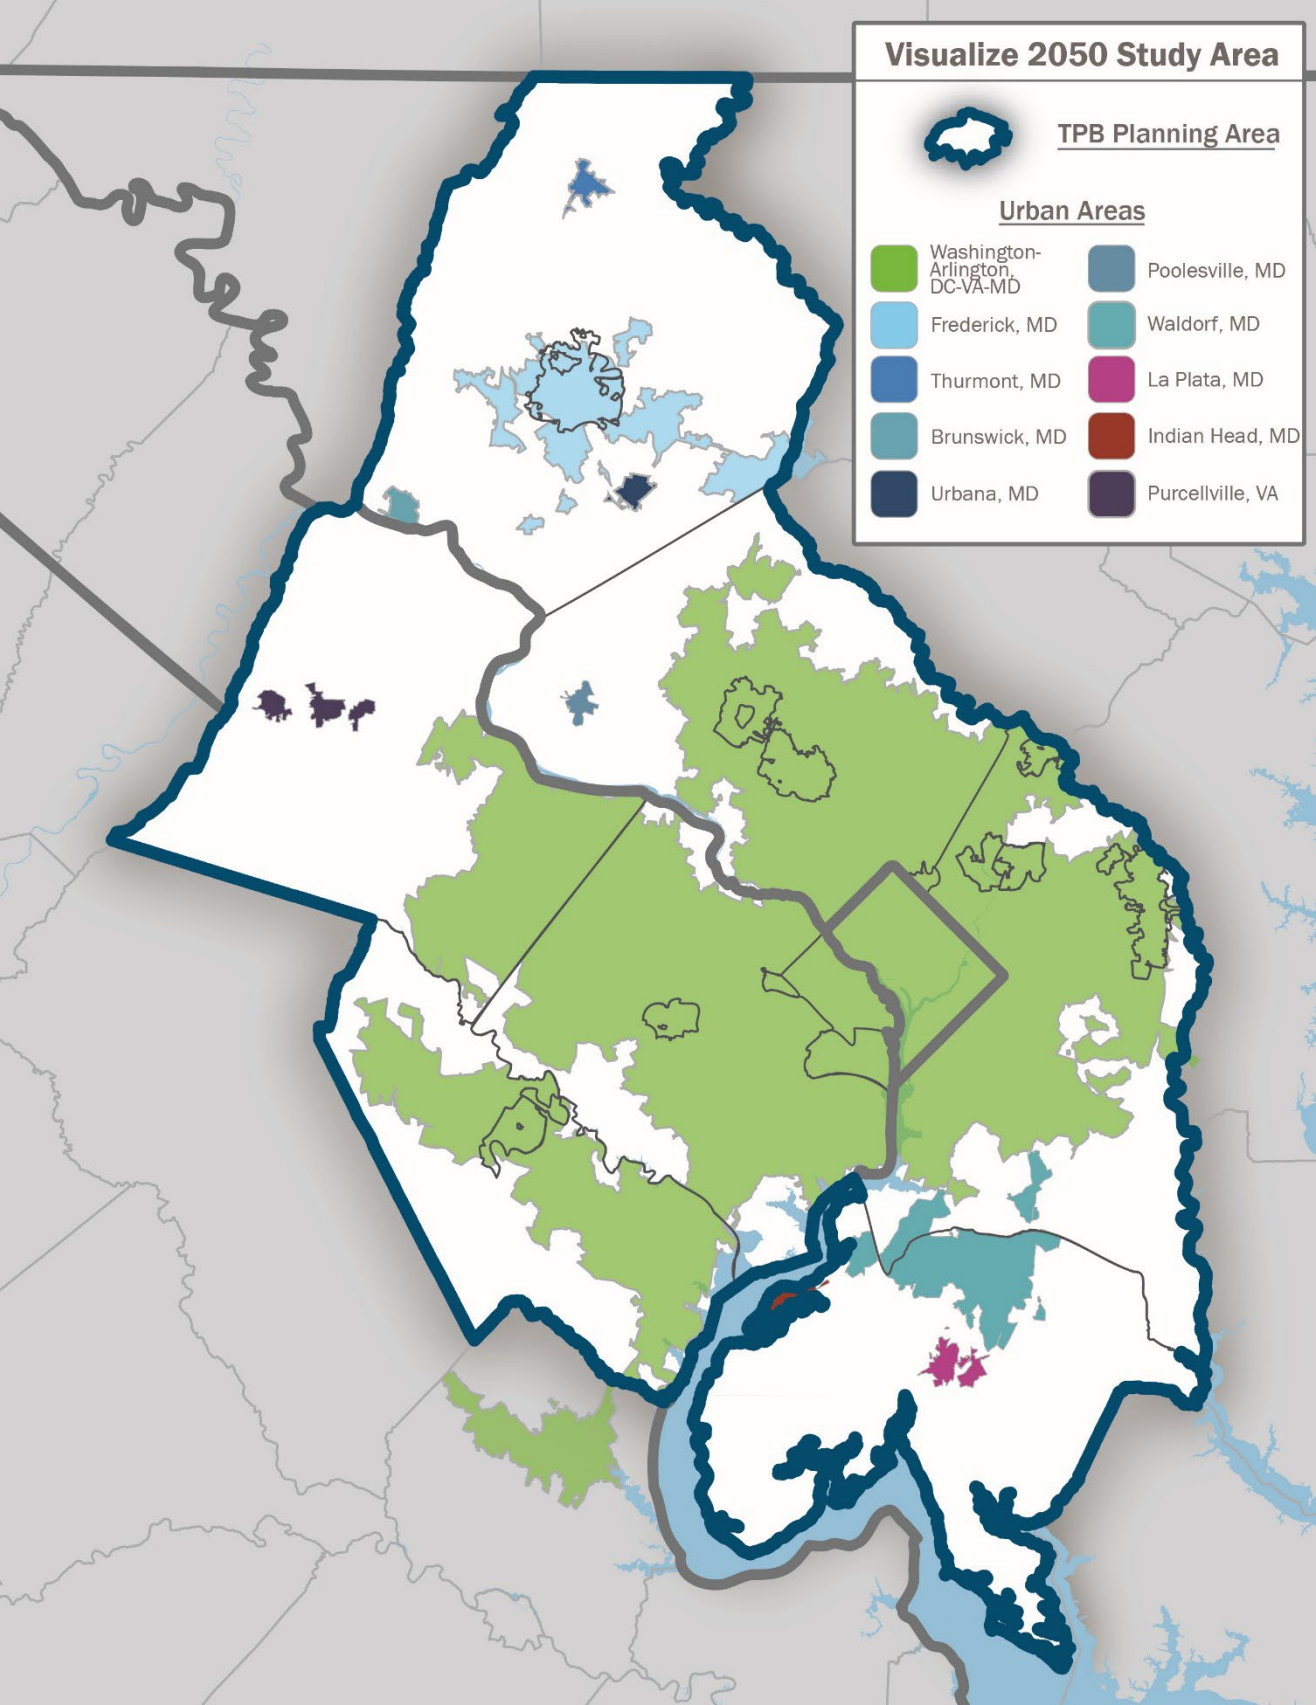 Visualize 2050 Study Area
TPB Planning Area
Urban Areas
Washington-
Arlington,
DC-VA-MD
Frederick, MD
Thurmont, MD
Brunswick, MD
Urbana, MD
Poolesville, MD
Waldorf, MD
La Plata, MD
Indian Head, MD
Purcellville, VA